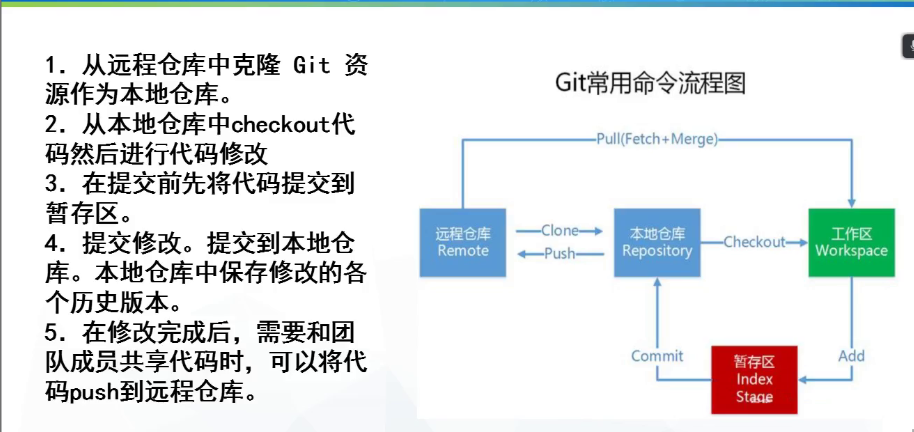 1. 从远程仓库中克隆 Git 资
源作为本地仓库。
2. 从本地仓库中checkout代
码然后进行代码修改
3. 在提交前先将代码提交到
暂存区。
4. 提交修改。提交到本地仓
库。本地仓库中保存修改的各
个历史版本。
5. 在修改完成后，需要和团
队成员共享代码时，可以将代
码push到远程仓库。
Git常用命令流程图
Pull(Fetch+Merge)
远程仓库
Remote
Clone
Push
本地仓库
Repository
Checkout
工作区
Workspace
Commit
暂存区
Index
Stage
Add